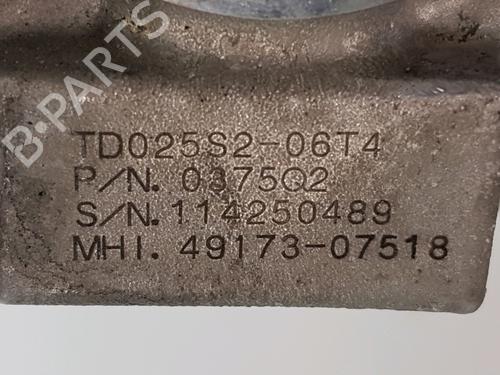 TD025S2-06T4
P/N. 0375Q2
S/N.114250489
MHI. 49173-07518
B-PARTS